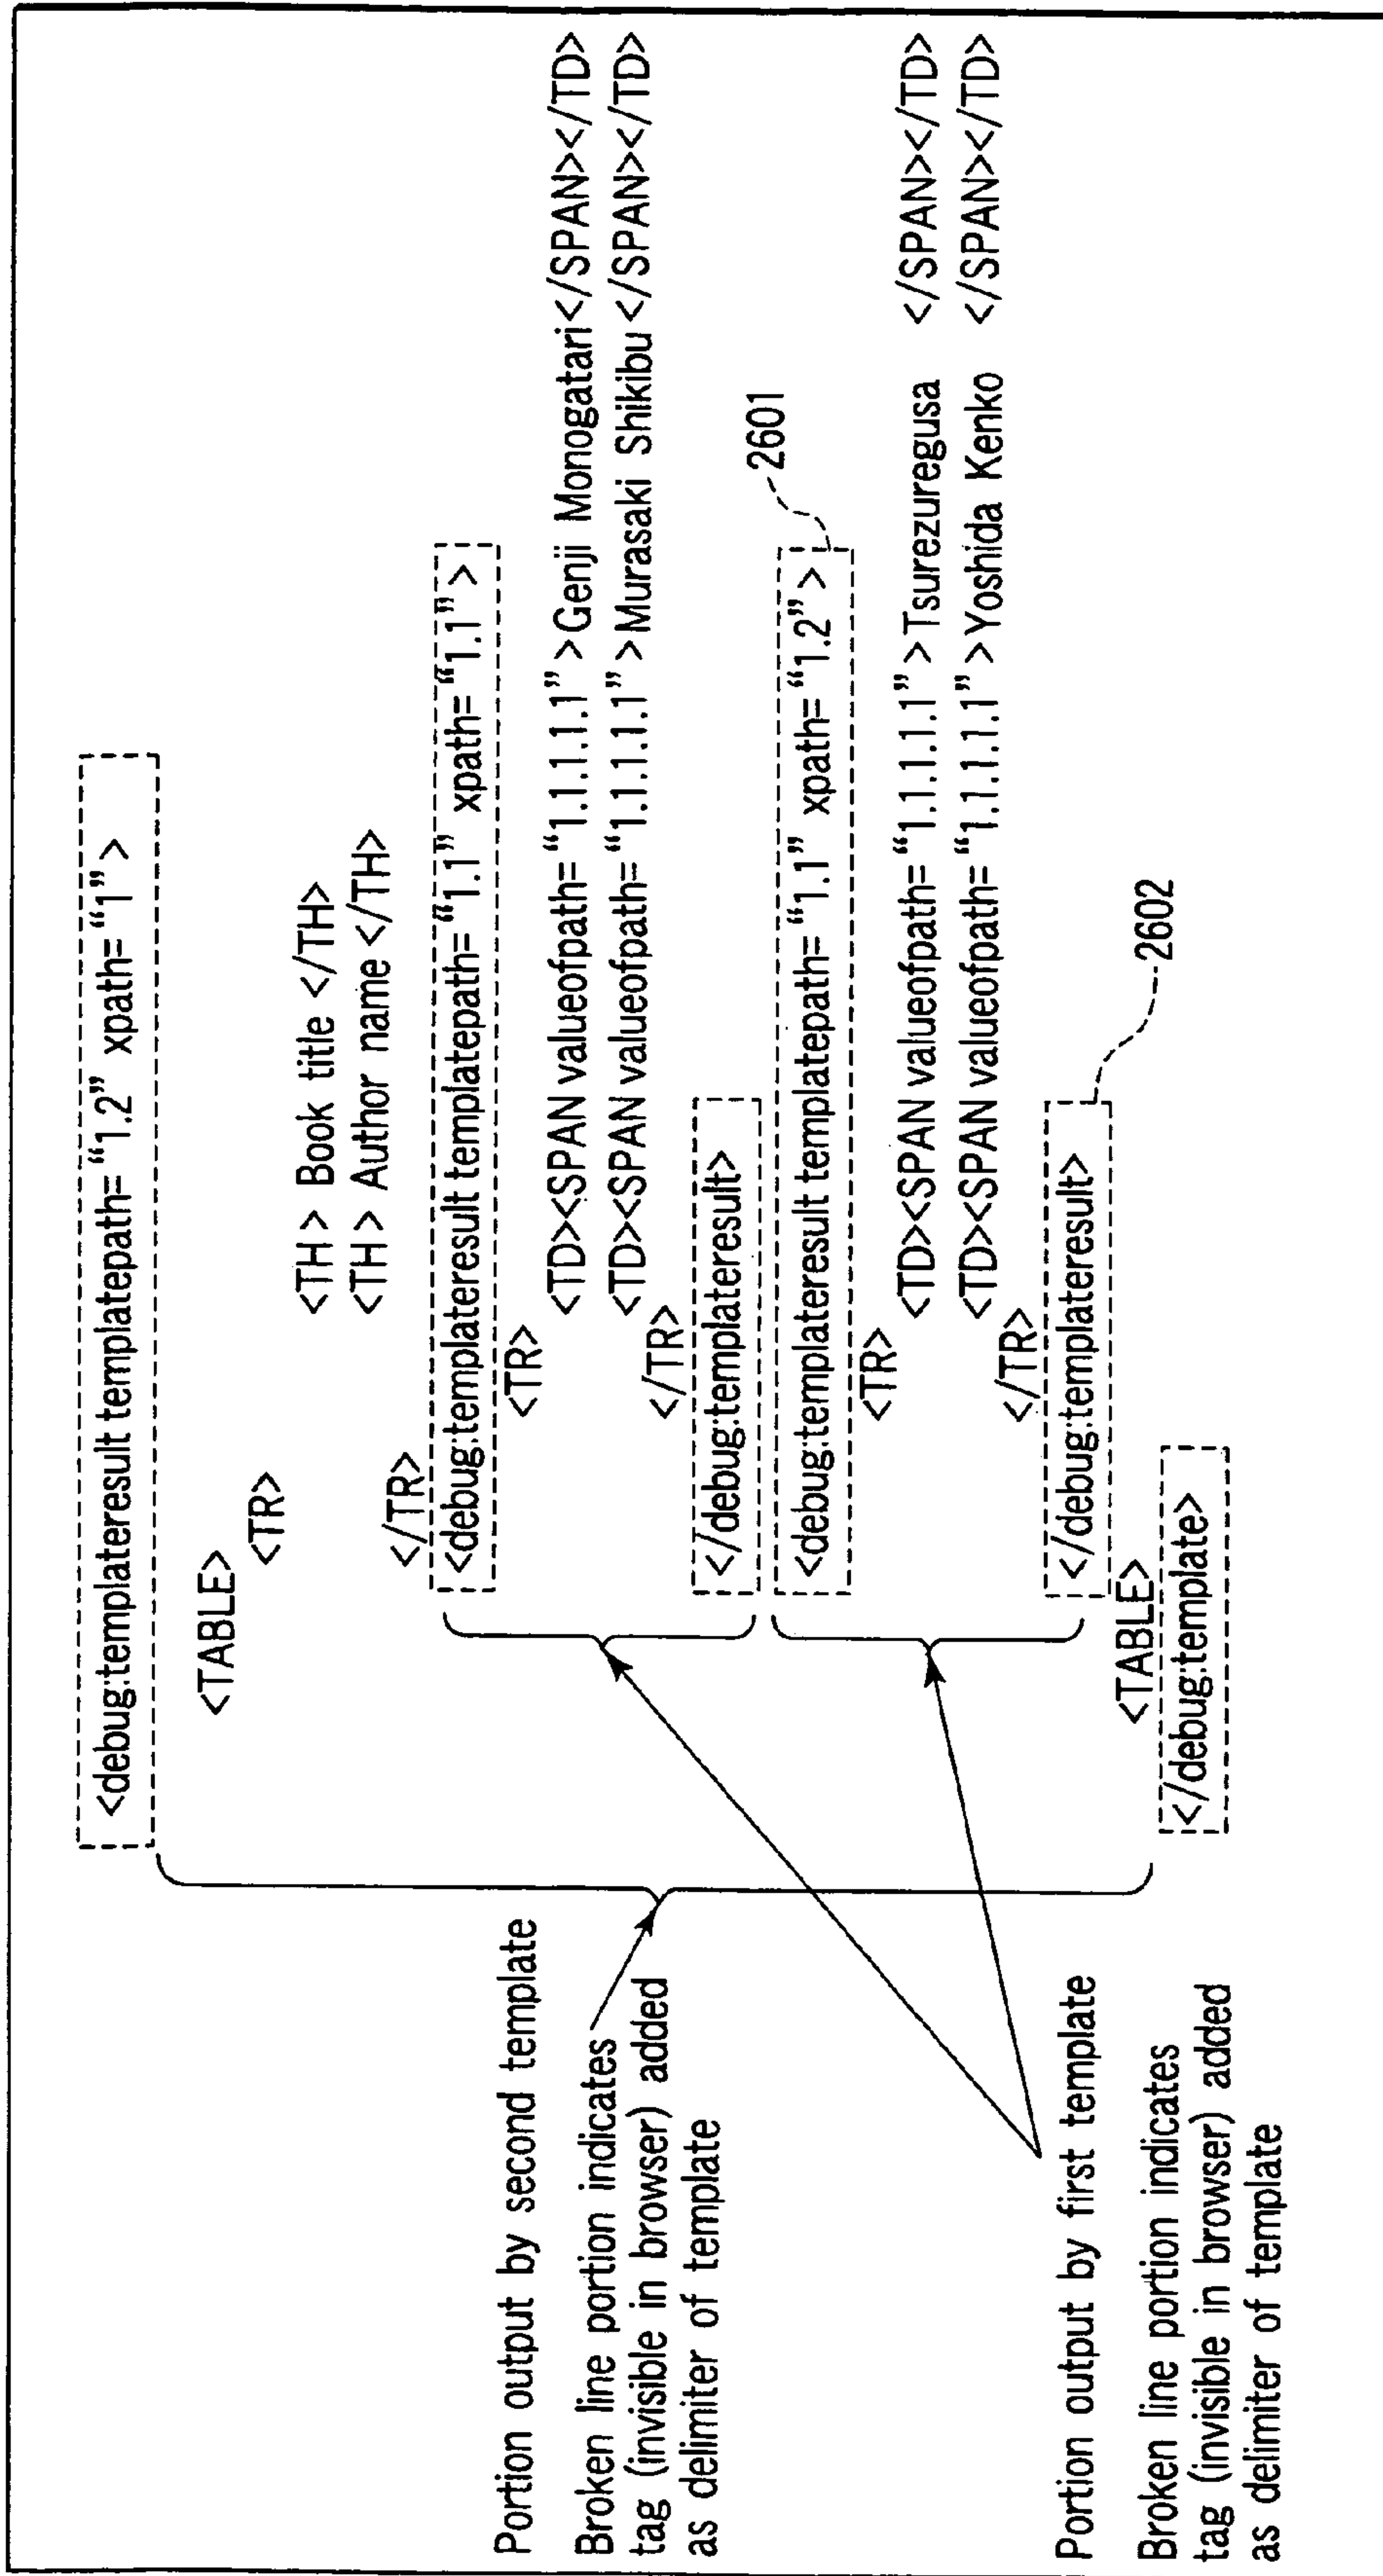 <debug:templateresult templatepath= “1.2” xpath= “1” >
<TABLE>
<TR>
<TH > Book title </TH>
<TH > Author name </TH>
</TR>
<debug:templateresult templatepath= “1.1” xpath= “1.1” >
<TR>
<TD><SPAN valueofpath= “1.1.1.1.1” >Genji Monogatari</SPAN></TD>
<TD><SPAN valueofpath= “1.1.1.1.1” >Murasaki Shikibu </SPAN></TD>
</TR>
</debug:templateresult>
2601
<debug:templateresult templatepath= “1.1” xpath= “1.2” >
<TR>
<TD><SPAN valueofpath= “1.1.1.1.1” >Tsurezuregusa </SPAN></TD>
<TD><SPAN valueofpath= “1.1.1.1.1” >Yoshida Kenko </SPAN></TD>
</TR>
</debug:templateresult>
2602
<TABLE>
</debug:template>
Portion output by second template
Broken line portion indicates
tag (invisible in browser) added
as delimiter of template
Portion output by first template
Broken line portion indicates
tag (invisible in browser) added
as delimiter of template